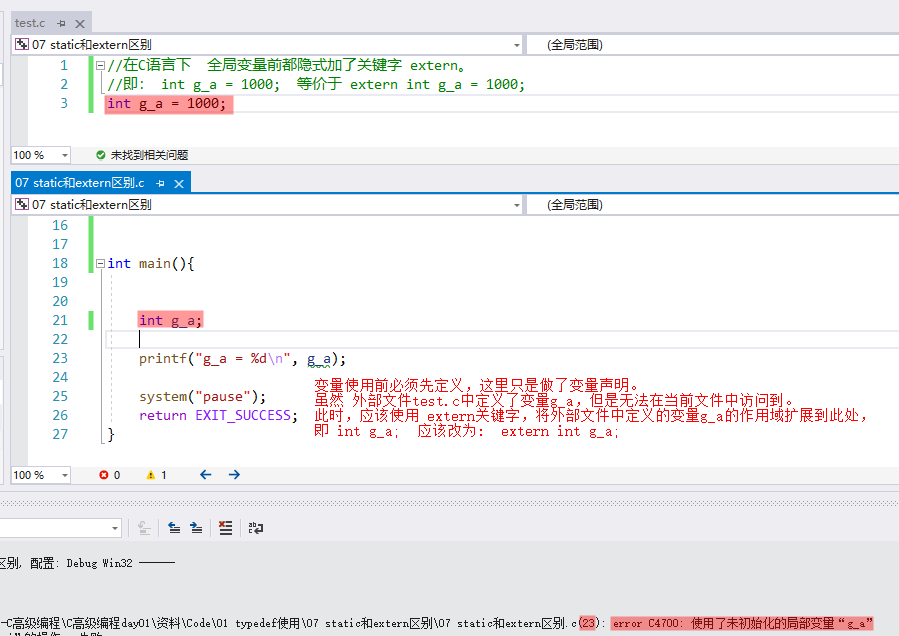 test.c
07 static和extern区别 (全局范围)
1 //在C语言下 全局变量前都隐式加了关键字 extern。
2 //即: int g_a = 1000; 等价于 extern int g_a = 1000;
3 int g_a = 1000;
100 % 未找到相关问题
07 static和extern区别.c
07 static和extern区别 (全局范围)
16
17
18 int main(){
19
20
21 int g_a;
22
23 printf("g_a = %d\n", g_a);
24 变量使用前必须先定义，这里只是做了变量声明。
25 system("pause"); 虽然 外部文件test.c中定义了变量g_a，但是无法在当前文件中访问到。
26 return EXIT_SUCCESS; 此时，应该使用 extern关键字，将外部文件中定义的变量g_a的作用域扩展到此处，
27 } 即 int g_a; 应该改为: extern int g_a;
100 % 0 1
区别, 配置: Debug Win32
-C高级编程\C高级编程day01\资料\Code\01 typedef使用\07 static和extern区别\07 static和extern区别.c(23): error C4700: 使用了未初始化的局部变量“g_a”